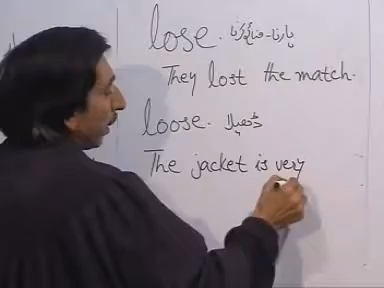 lose. ہارنا۔ ضائع کرنا
They lost the match.
loose. ڈھیلا
The jacket is very